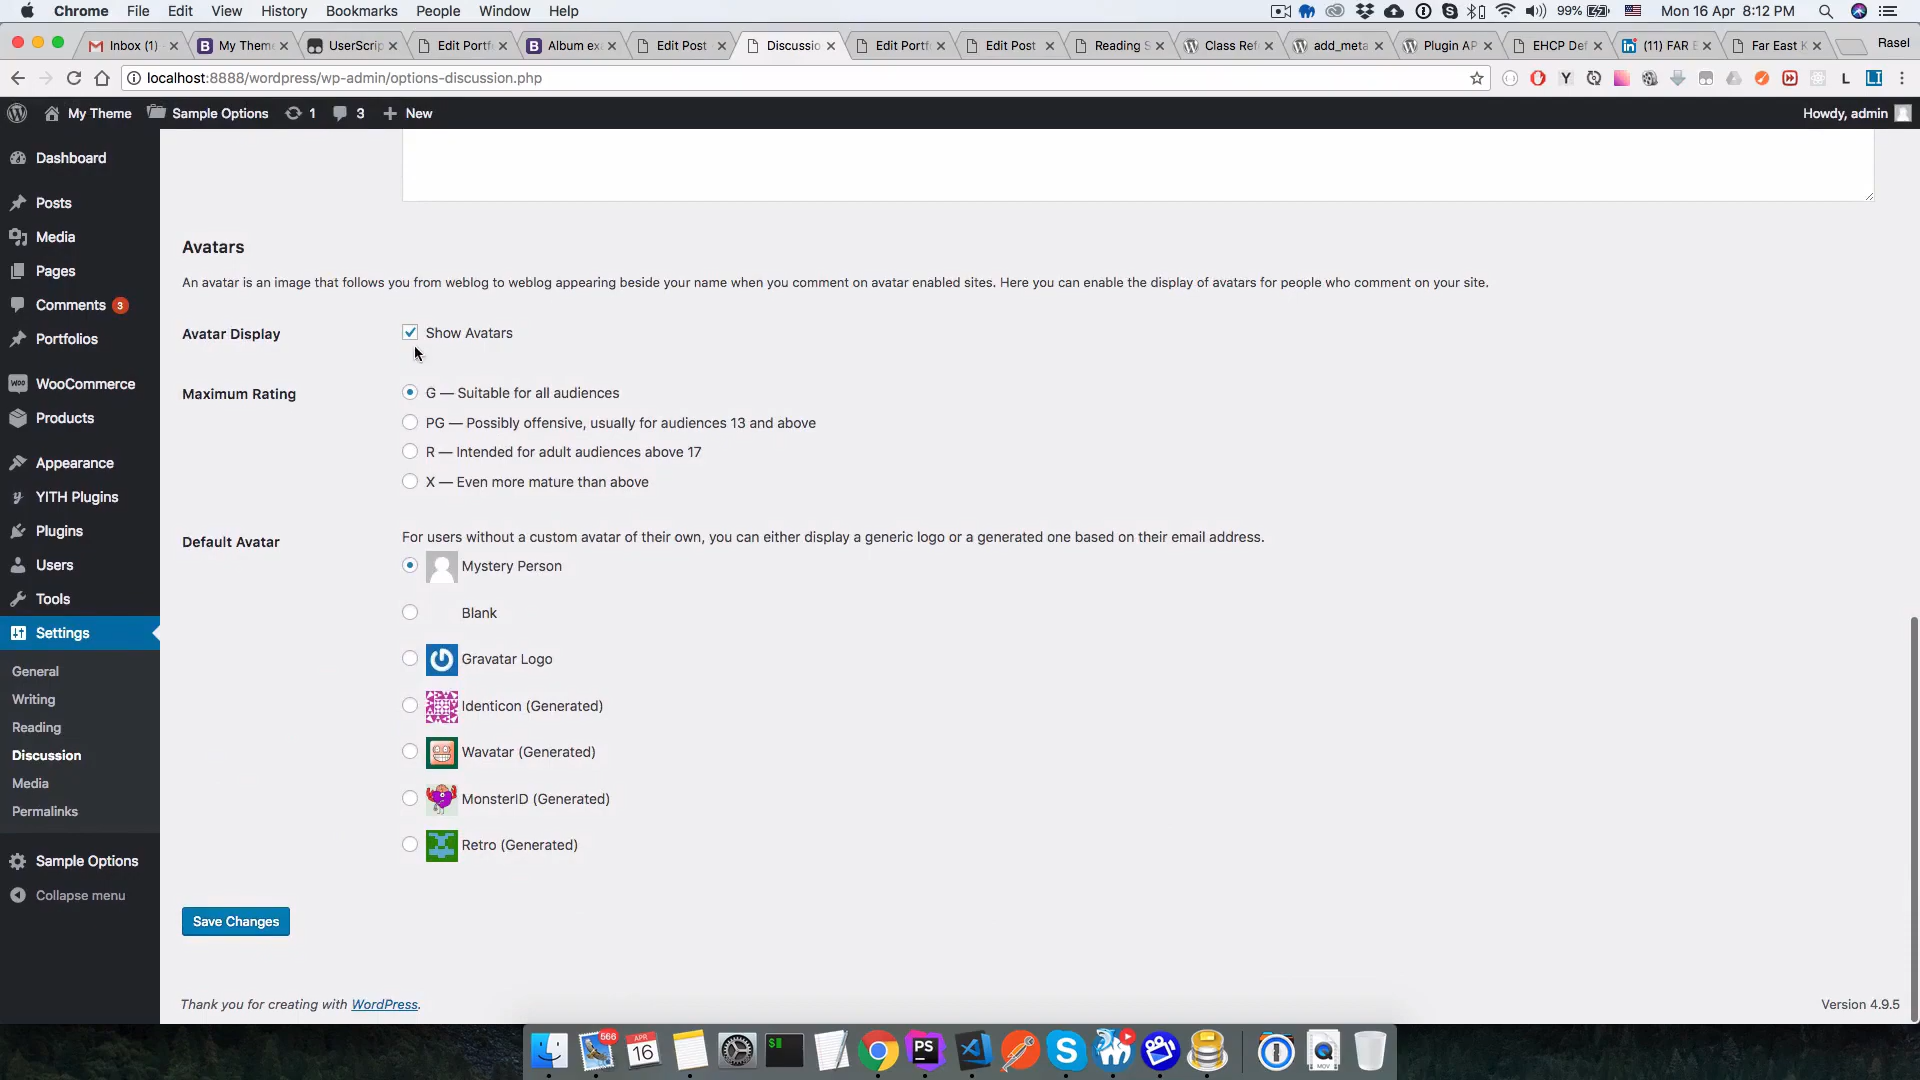 Chrome File Edit View History Bookmarks People Window Help 99% Mon 16 Apr 8:12 PM
Inbox (1) My Theme UserScrip Edit Portf Album ex Edit Post Discussio Edit Portf Edit Post Reading S Class Ref add_meta Plugin AP EHCP Def (11) FAR E Far East K Rasel
localhost:8888/wordpress/wp-admin/options-discussion.php
My Theme Sample Options 1 3 New Howdy, admin
Dashboard
Posts
Media
Pages
Comments 3
Portfolios
WooCommerce
Products
Appearance
YITH Plugins
Plugins
Users
Tools
Settings
General
Writing
Reading
Discussion
Media
Permalinks
Sample Options
Collapse menu
Avatars
An avatar is an image that follows you from weblog to weblog appearing beside your name when you comment on avatar enabled sites. Here you can enable the display of avatars for people who comment on your site.
Avatar Display Show Avatars
Maximum Rating G — Suitable for all audiences
PG — Possibly offensive, usually for audiences 13 and above
R — Intended for adult audiences above 17
X — Even more mature than above
Default Avatar For users without a custom avatar of their own, you can either display a generic logo or a generated one based on their email address.
Mystery Person
Blank
Gravatar Logo
Identicon (Generated)
Wavatar (Generated)
MonsterID (Generated)
Retro (Generated)
Save Changes
Thank you for creating with WordPress. Version 4.9.5
566 APR 16 PS